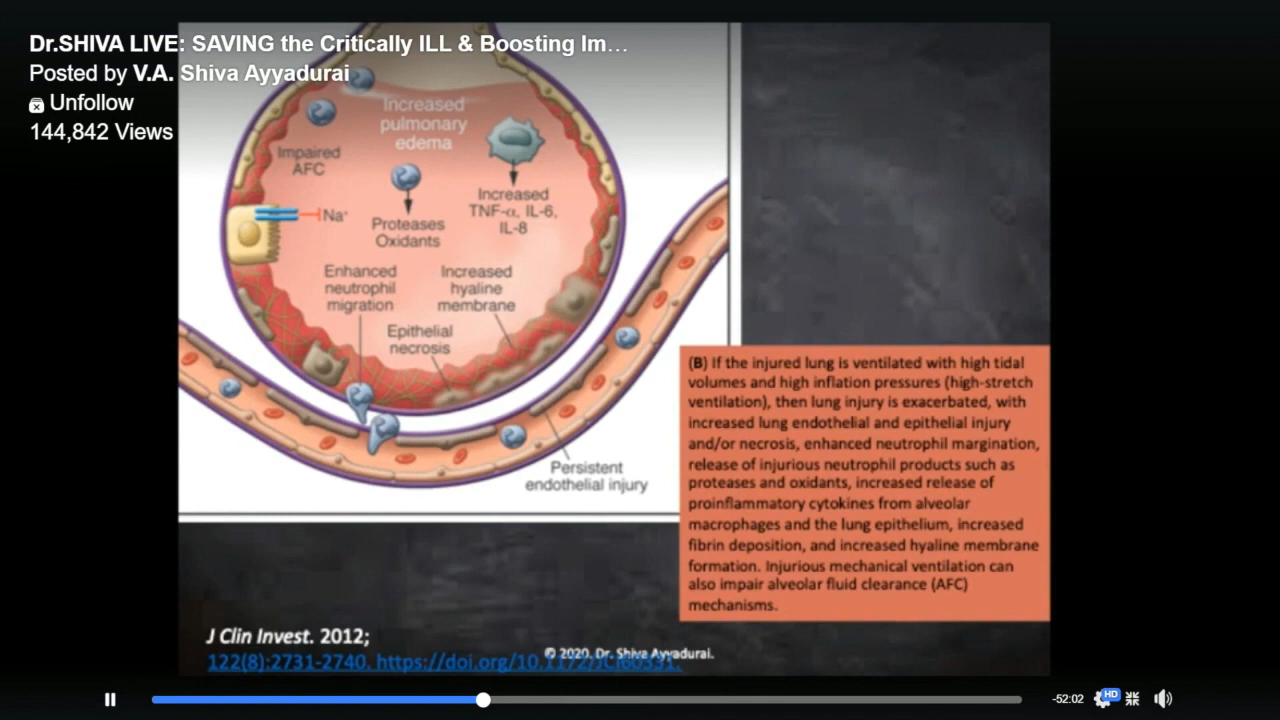 Dr.SHIVA LIVE: SAVING the Critically ILL & Boosting Im…
Posted by V.A. Shiva Ayyadurai
Unfollow
144,842 Views
Increased
pulmonary
edema
Impaired
AFC
Na⁺
Proteases
Oxidants
Increased
TNF-α, IL-6,
IL-8
Enhanced
neutrophil
migration
Increased
hyaline
membrane
Epithelial
necrosis
Persistent
endothelial injury
(B) If the injured lung is ventilated with high tidal
volumes and high inflation pressures (high-stretch
ventilation), then lung injury is exacerbated, with
increased lung endothelial and epithelial injury
and/or necrosis, enhanced neutrophil margination,
release of injurious neutrophil products such as
proteases and oxidants, increased release of
proinflammatory cytokines from alveolar
macrophages and the lung epithelium, increased
fibrin deposition, and increased hyaline membrane
formation. Injurious mechanical ventilation can
also impair alveolar fluid clearance (AFC)
mechanisms.
J Clin Invest. 2012;
122(8):2731-2740. https://doi.org/10.1172/JCI60331.
© 2020. Dr. Shiva Ayyadurai.
-52:02
HD